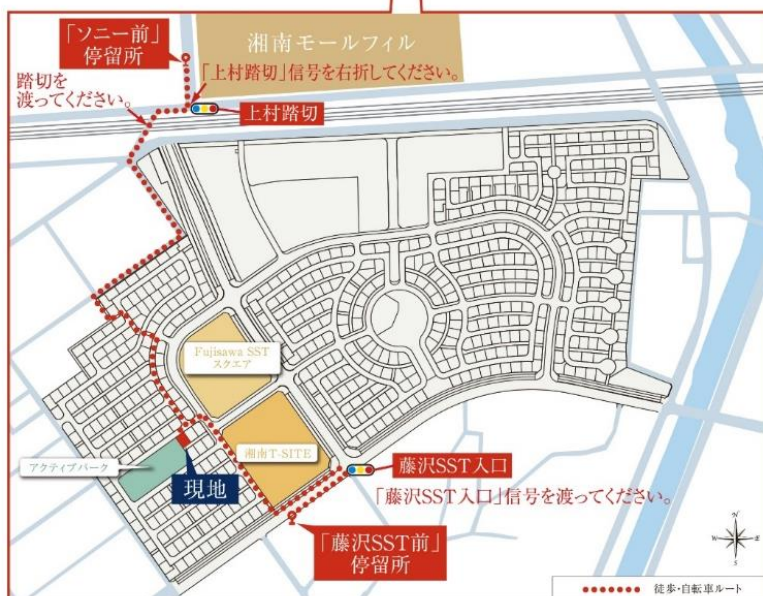 「ソニー前」
停留所
湘南モールフィル
踏切を
渡ってください。
「上村踏切」信号を右折してください。
上村踏切
Fujisawa SST
スクエア
湘南T-SITE
アクティブパーク
現地
藤沢SST入口
「藤沢SST入口」信号を渡ってください。
「藤沢SST前」
停留所
N
W
E
S
徒歩・自転車ルート